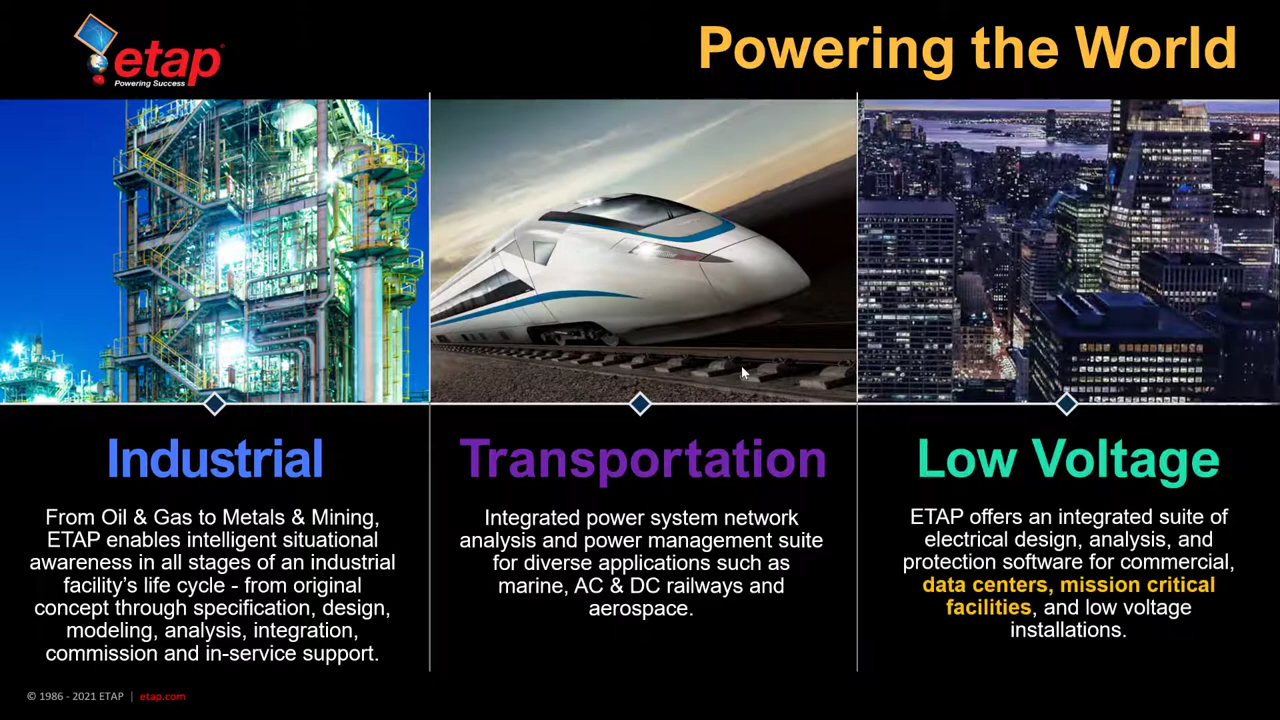 etap
Powering Success
Powering the World
Industrial
From Oil & Gas to Metals & Mining,
ETAP enables intelligent situational
awareness in all stages of an industrial
facility’s life cycle - from original
concept through specification, design,
modeling, analysis, integration,
commission and in-service support.
Transportation
Integrated power system network
analysis and power management suite
for diverse applications such as
marine, AC & DC railways and
aerospace.
Low Voltage
ETAP offers an integrated suite of
electrical design, analysis, and
protection software for commercial,
data centers, mission critical
facilities, and low voltage
installations.
© 1986 - 2021 ETAP | etap.com